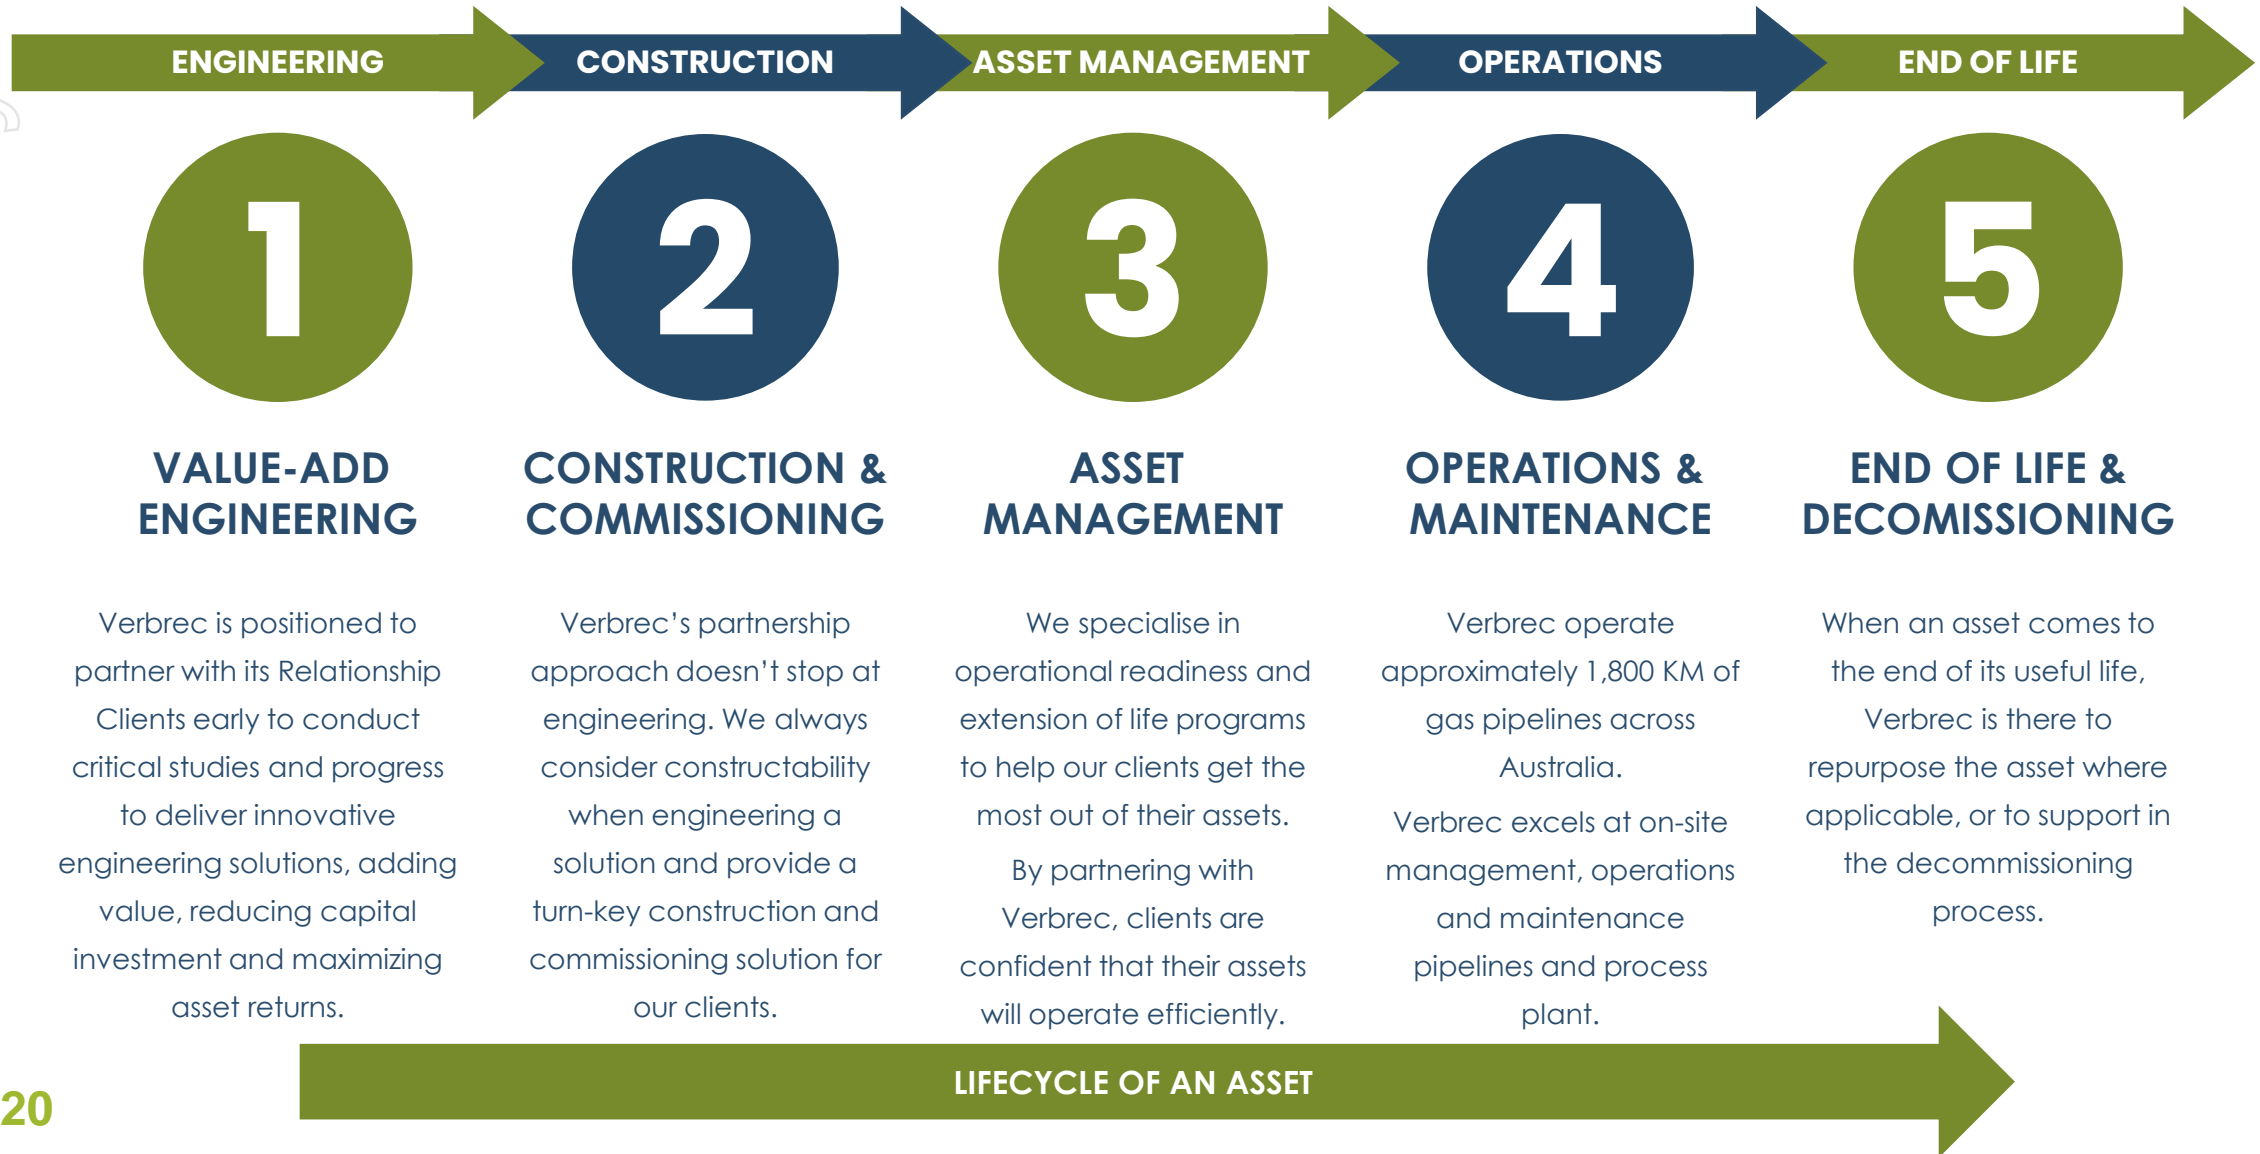 ENGINEERING
CONSTRUCTION
ASSET MANAGEMENT
OPERATIONS
END OF LIFE
1
2
3
4
5
VALUE-ADD
ENGINEERING
Verbrec is positioned to
partner with its Relationship
Clients early to conduct
critical studies and progress
to deliver innovative
engineering solutions, adding
value, reducing capital
investment and maximizing
asset returns.
CONSTRUCTION &
COMMISSIONING
Verbrec's partnership
approach doesn't stop at
engineering. We always
consider constructability
when engineering a
solution and provide a
turn-key construction and
commissioning solution for
our clients.
ASSET
MANAGEMENT
We specialise in
operational readiness and
extension of life programs
to help our clients get the
most out of their assets.
By partnering with
Verbrec, clients are
confident that their assets
will operate efficiently.
OPERATIONS &
MAINTENANCE
Verbrec operate
approximately 1,800 KM of
gas pipelines across
Australia.
Verbrec excels at on-site
management, operations
and maintenance
pipelines and process
plant.
END OF LIFE &
DECOMISSIONING
When an asset comes to
the end of its useful life,
Verbrec is there to
repurpose the asset where
applicable, or to support in
the decommissioning
process.
LIFECYCLE OF AN ASSET
20